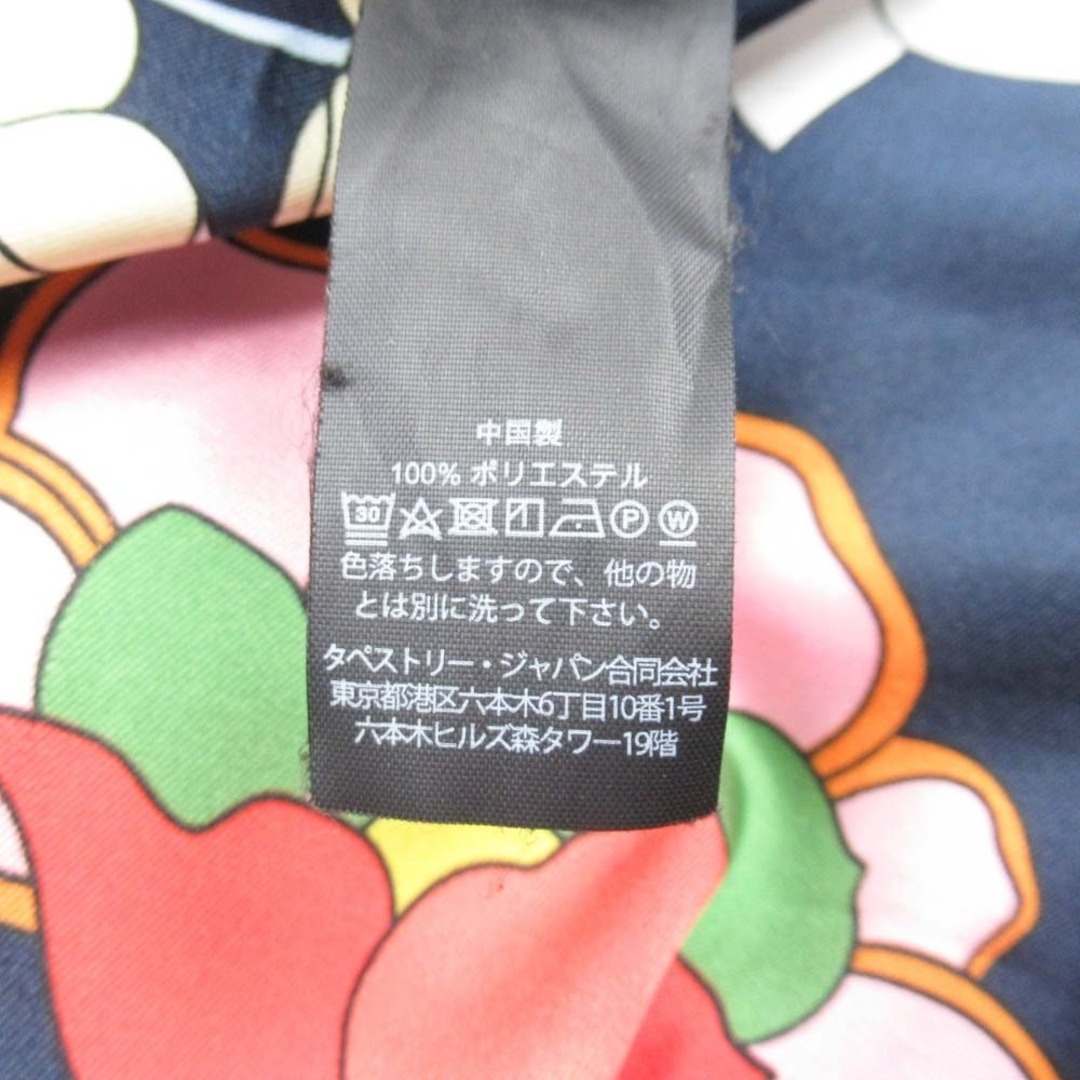 中国製
100% ポリエステル
30 P W
色落ちしますので、他の物
とは別に洗って下さい。
タペストリー・ジャパン合同会社
東京都港区六本木6丁目10番1号
六本木ヒルズ森タワー19階